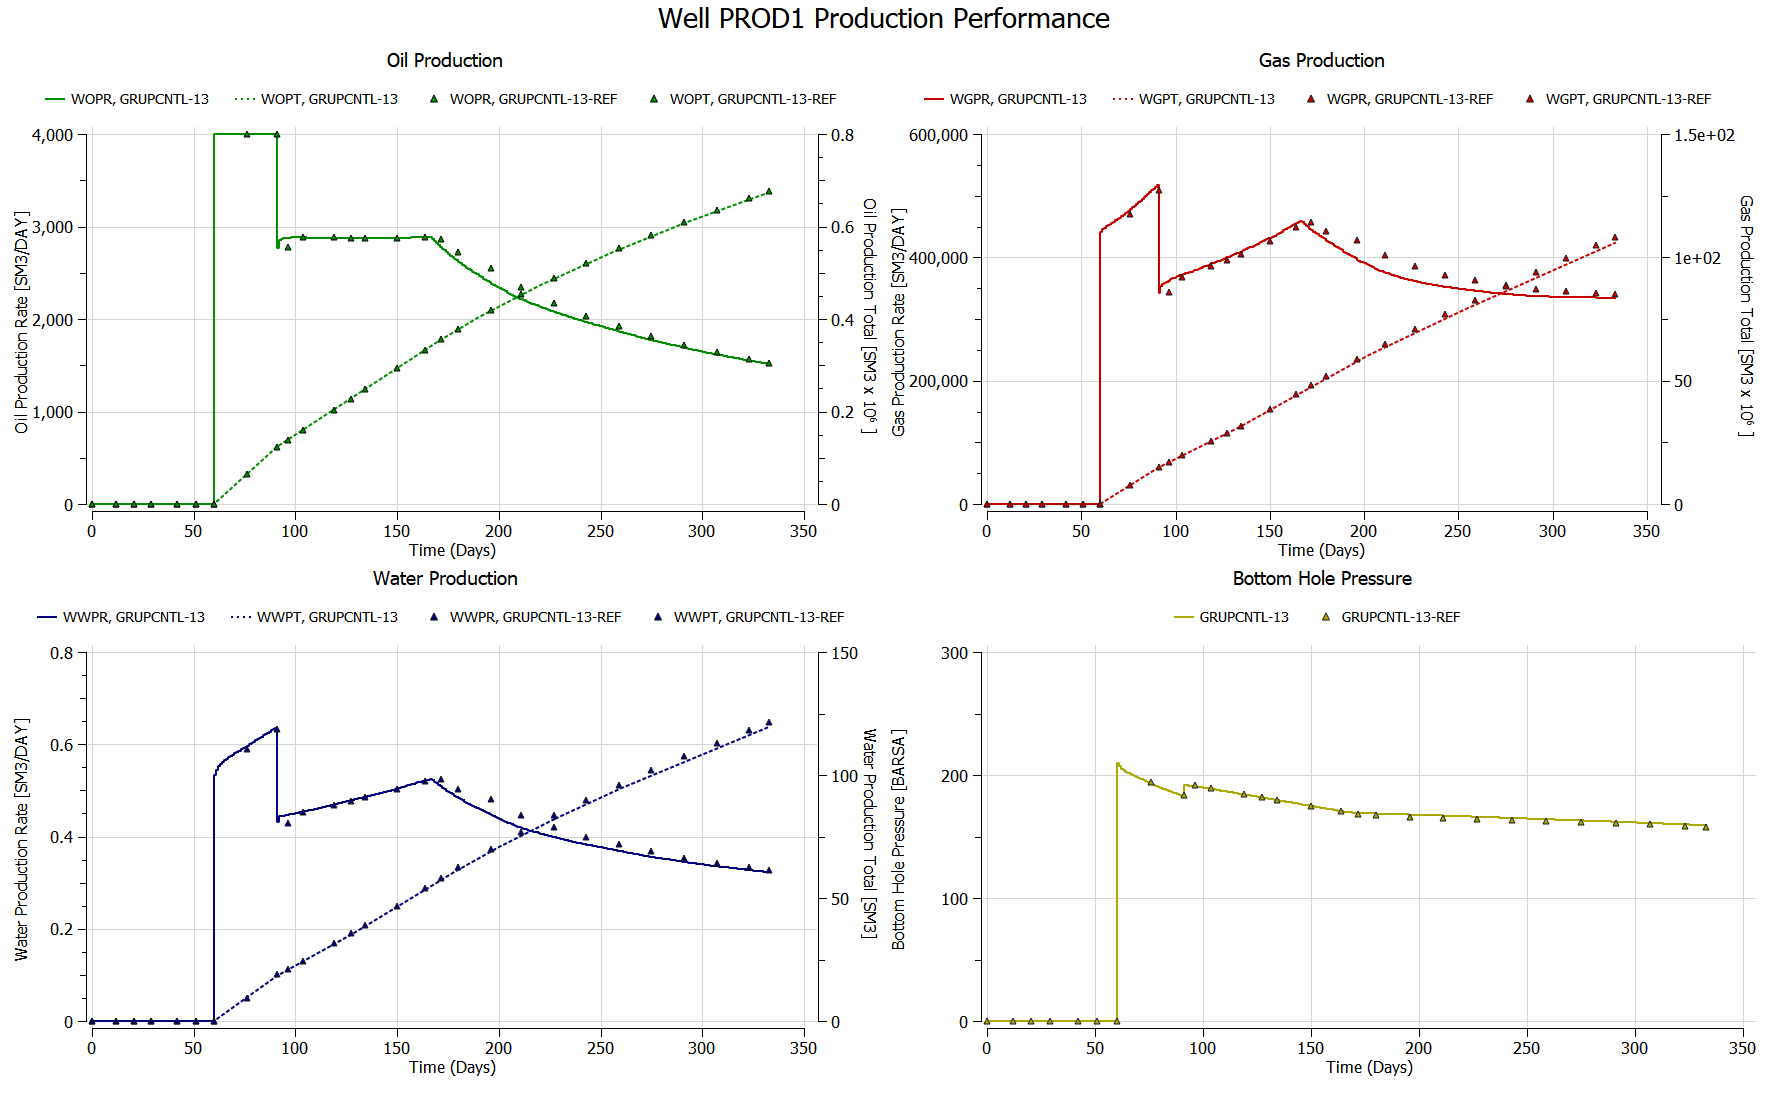 Well PROD1 Production Performance
Oil Production
WOPR, GRUPCNTL-13 WOPT, GRUPCNTL-13 WOPR, GRUPCNTL-13-REF WOPT, GRUPCNTL-13-REF
4,000
3,000
2,000
1,000
0
Oil Production Rate [SM3/DAY]
0.8
0.6
0.4
0.2
0
Oil Production Total [SM3 x 10⁶ ]
0 50 100 150 200 250 300 350
Time (Days)
Gas Production
WGPR, GRUPCNTL-13 WGPT, GRUPCNTL-13 WGPR, GRUPCNTL-13-REF WGPT, GRUPCNTL-13-REF
600,000
400,000
200,000
0
Gas Production Rate [SM3/DAY]
1.5e+02
1e+02
50
0
Gas Production Total [SM3 x 10⁶ ]
0 50 100 150 200 250 300 350
Time (Days)
Water Production
WWPR, GRUPCNTL-13 WWPT, GRUPCNTL-13 WWPR, GRUPCNTL-13-REF WWPT, GRUPCNTL-13-REF
0.8
0.6
0.4
0.2
0
Water Production Rate [SM3/DAY]
150
100
50
0
Water Production Total [SM3]
0 50 100 150 200 250 300 350
Time (Days)
Bottom Hole Pressure
GRUPCNTL-13 GRUPCNTL-13-REF
300
200
100
0
Bottom Hole Pressure [BARSA]
0 50 100 150 200 250 300 350
Time (Days)